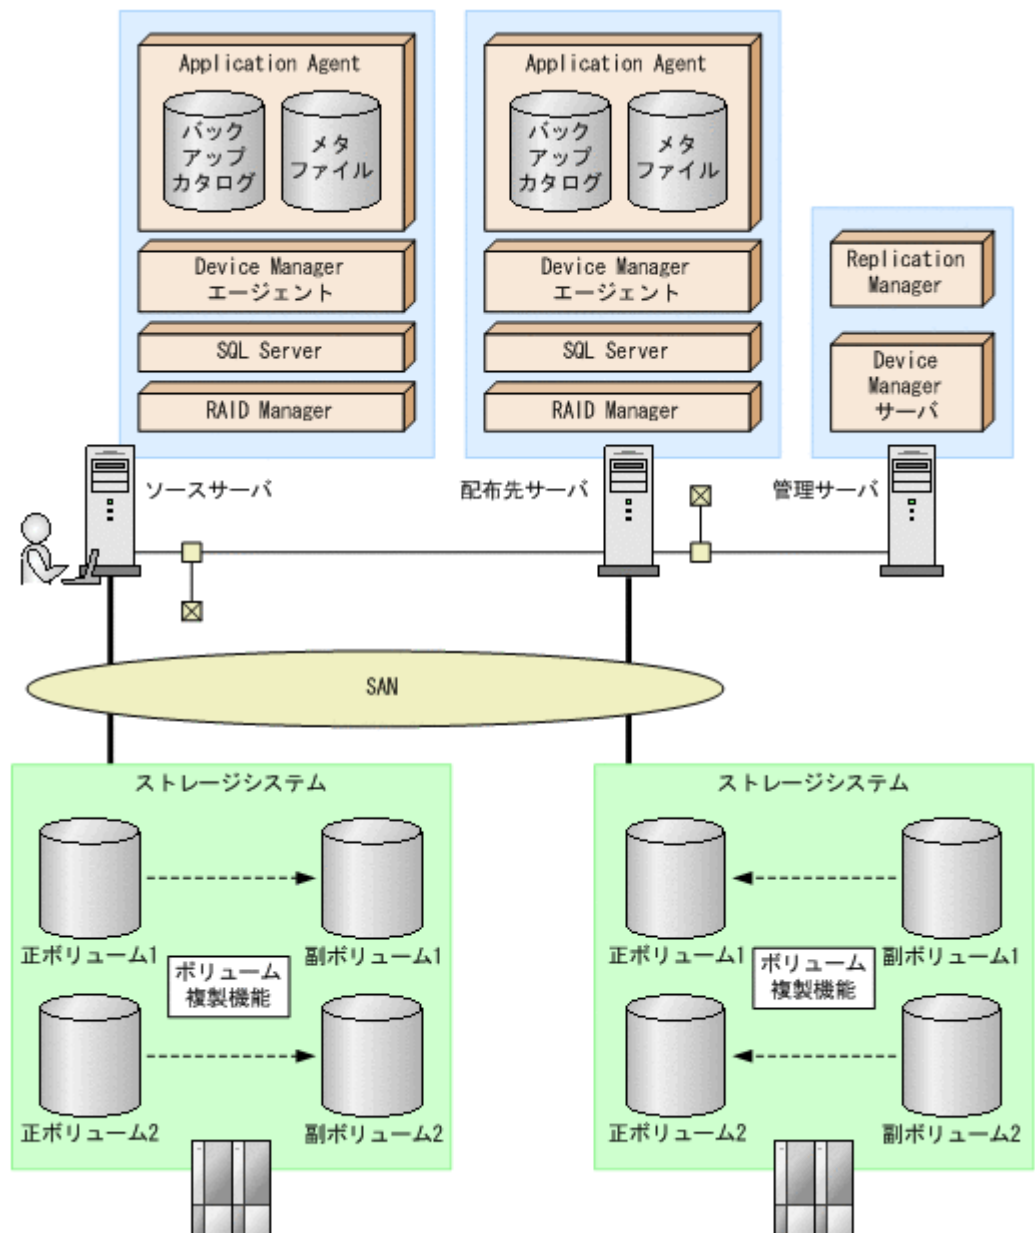 Application Agent
バック
アップ
カタログ
メタ
ファイル
Device Manager
エージェント
SQL Server
RAID Manager
Application Agent
バック
アップ
カタログ
メタ
ファイル
Device Manager
エージェント
SQL Server
RAID Manager
Replication
Manager
Device
Manager
サーバ
ソースサーバ
配布先サーバ
管理サーバ
SAN
ストレージシステム
正ボリューム1
副ボリューム1
ボリューム
複製機能
正ボリューム2
副ボリューム2
ストレージシステム
正ボリューム1
副ボリューム1
ボリューム
複製機能
正ボリューム2
副ボリューム2